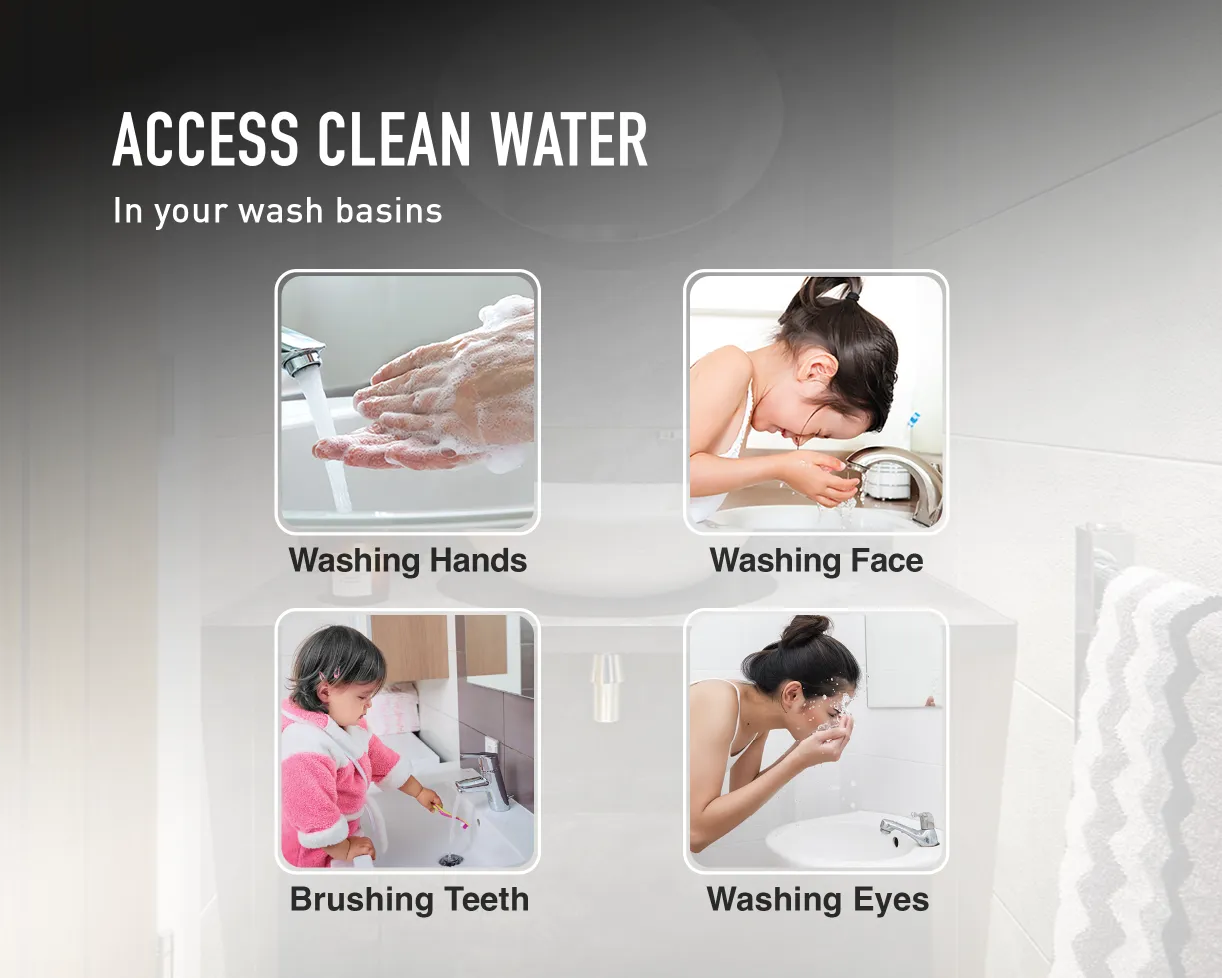 ACCESS CLEAN WATER
In your wash basins
Washing Hands
Washing Face
Brushing Teeth
Washing Eyes